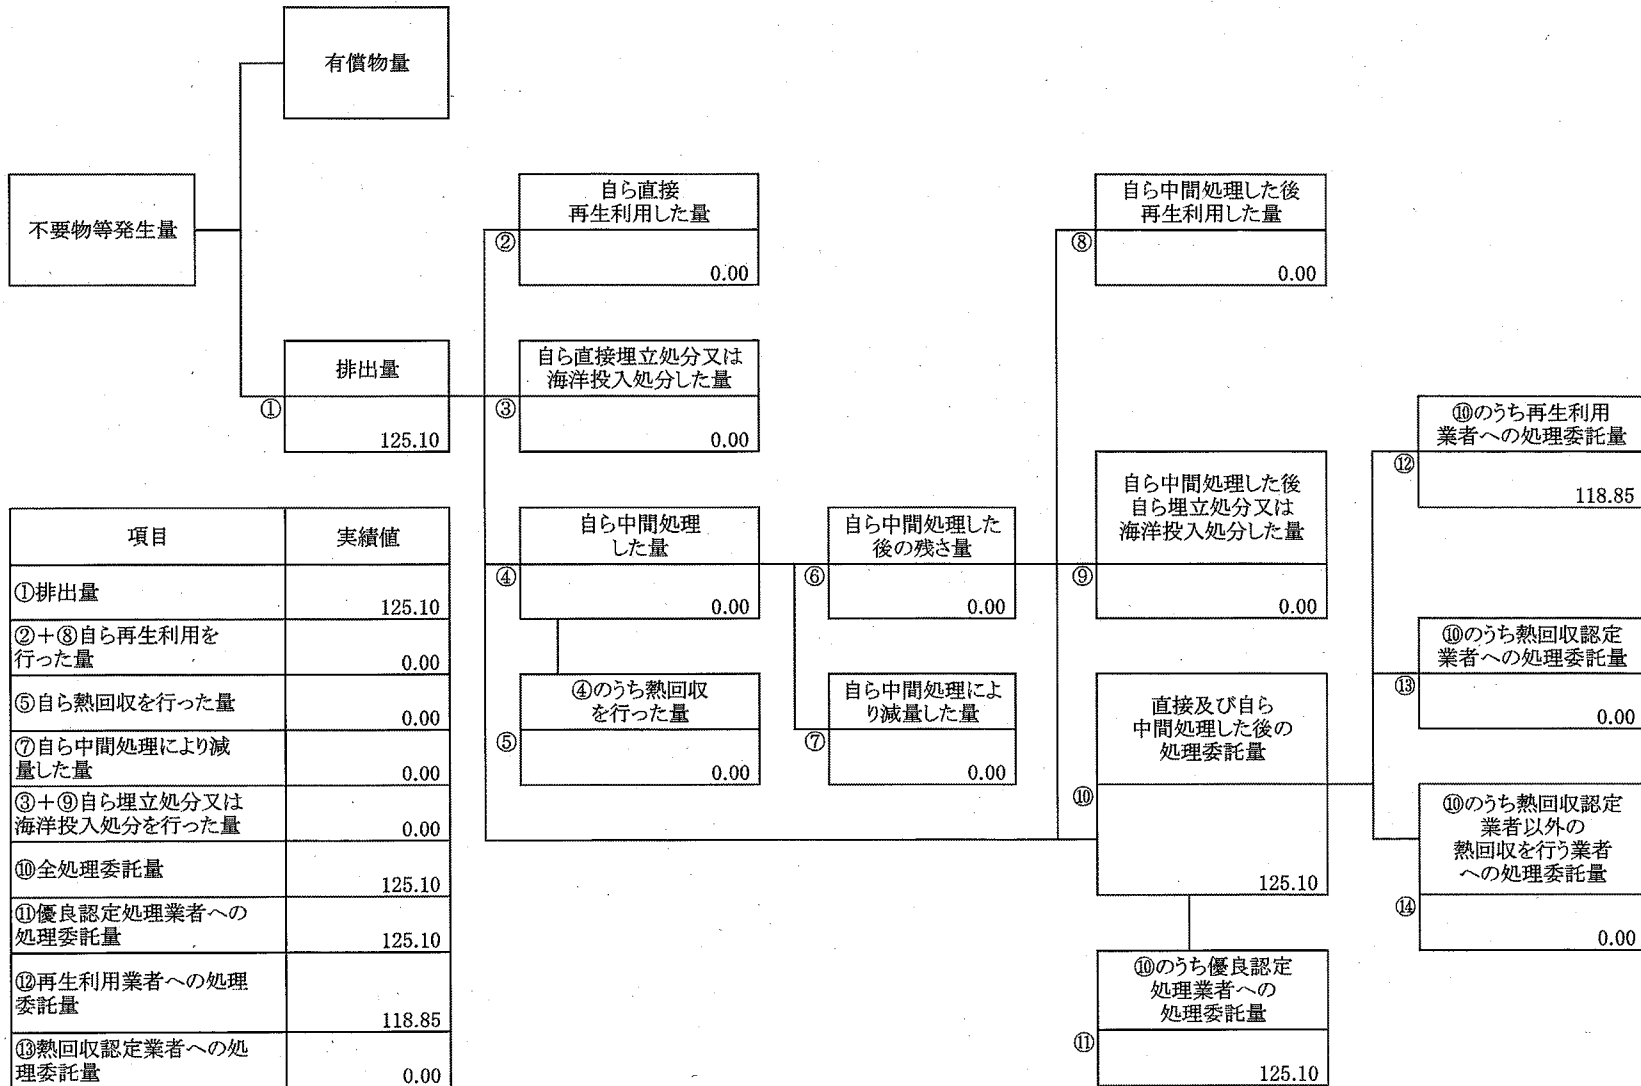 有償物量
不要物等発生量
自ら直接
再生利用した量
②
0.00
自ら中間処理した後
再生利用した量
⑧
0.00
排出量
①
125.10
自ら直接埋立処分又は
海洋投入処分した量
③
0.00
⑩のうち再生利用
業者への処理委託量
⑫
118.85
自ら中間処理
した量
④
0.00
自ら中間処理した
後の残さ量
⑥
0.00
自ら中間処理した後
自ら埋立処分又は
海洋投入処分した量
⑨
0.00
⑩のうち熱回収認定
業者への処理委託量
⑬
0.00
④のうち熱回収
を行った量
⑤
0.00
自ら中間処理によ
り減量した量
⑦
0.00
直接及び自ら
中間処理した後の
処理委託量
⑩
125.10
⑩のうち熱回収認定
業者以外の
熱回収を行う業者
への処理委託量
⑭
0.00
⑩のうち優良認定
処理業者への
処理委託量
⑪
125.10
項目 実績値
①排出量 125.10
②+⑧自ら再生利用を
行った量 0.00
⑤自ら熱回収を行った量 0.00
⑦自ら中間処理により減
量した量 0.00
③+⑨自ら埋立処分又は
海洋投入処分を行った量 0.00
⑩全処理委託量 125.10
⑪優良認定処理業者への
処理委託量 125.10
⑫再生利用業者への処理
委託量 118.85
⑬熱回収認定業者への処
理委託量 0.00